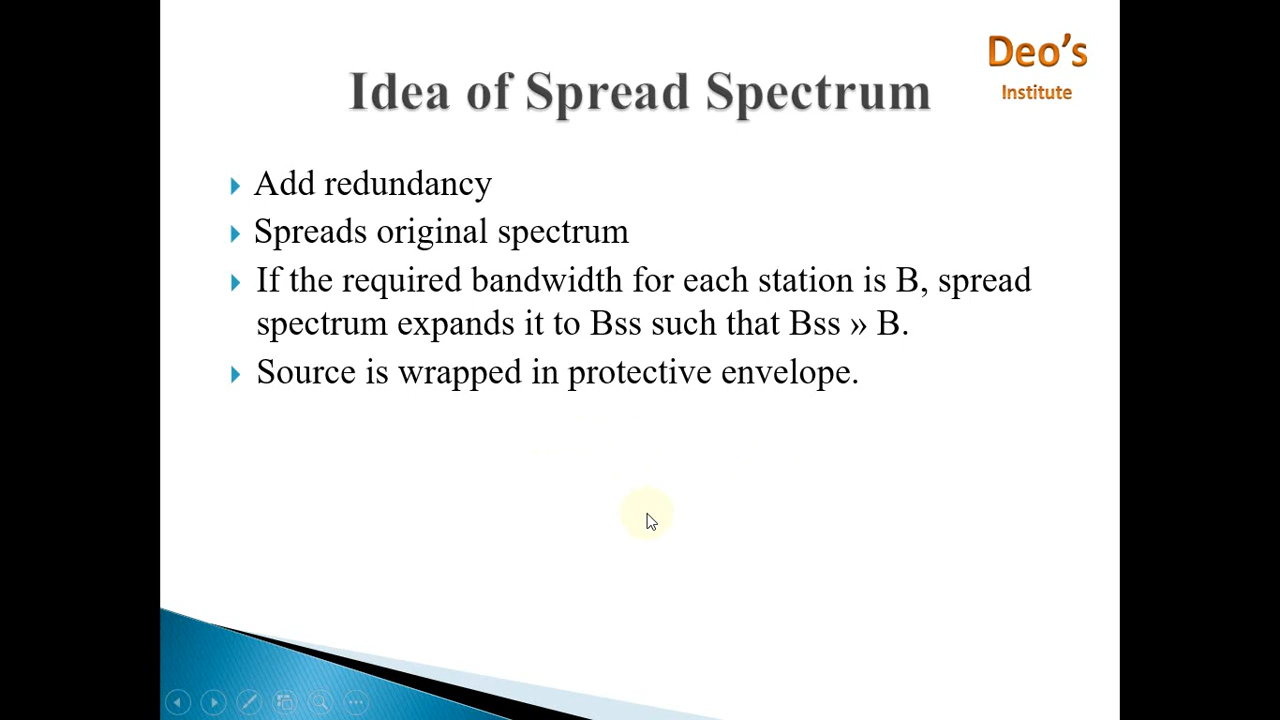 Deo's
Institute
Idea of Spread Spectrum
Add redundancy
Spreads original spectrum
If the required bandwidth for each station is B, spread
spectrum expands it to Bss such that Bss » B.
Source is wrapped in protective envelope.